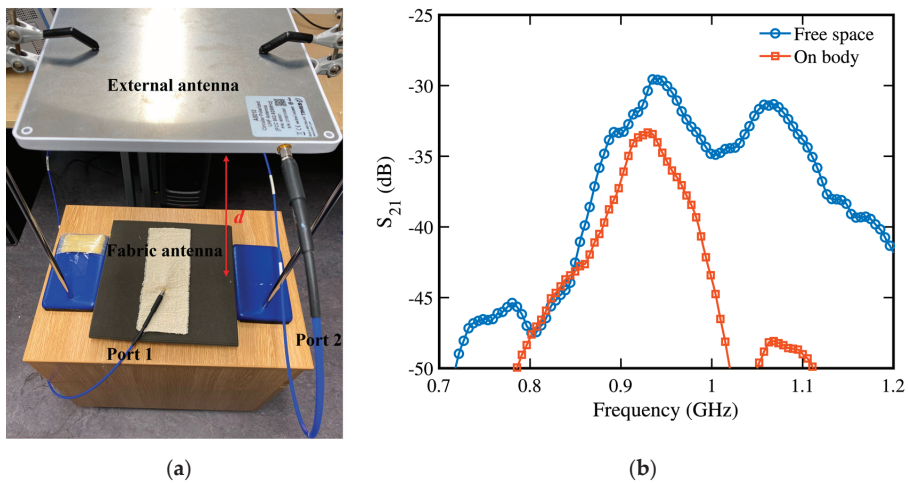 External antenna
d
Fabric antenna
Port 1
Port 2
(a)
-25
-30
-35
-40
-45
-50
S21 (dB)
Free space
On body
0.7 0.8 0.9 1 1.1 1.2
Frequency (GHz)
(b)